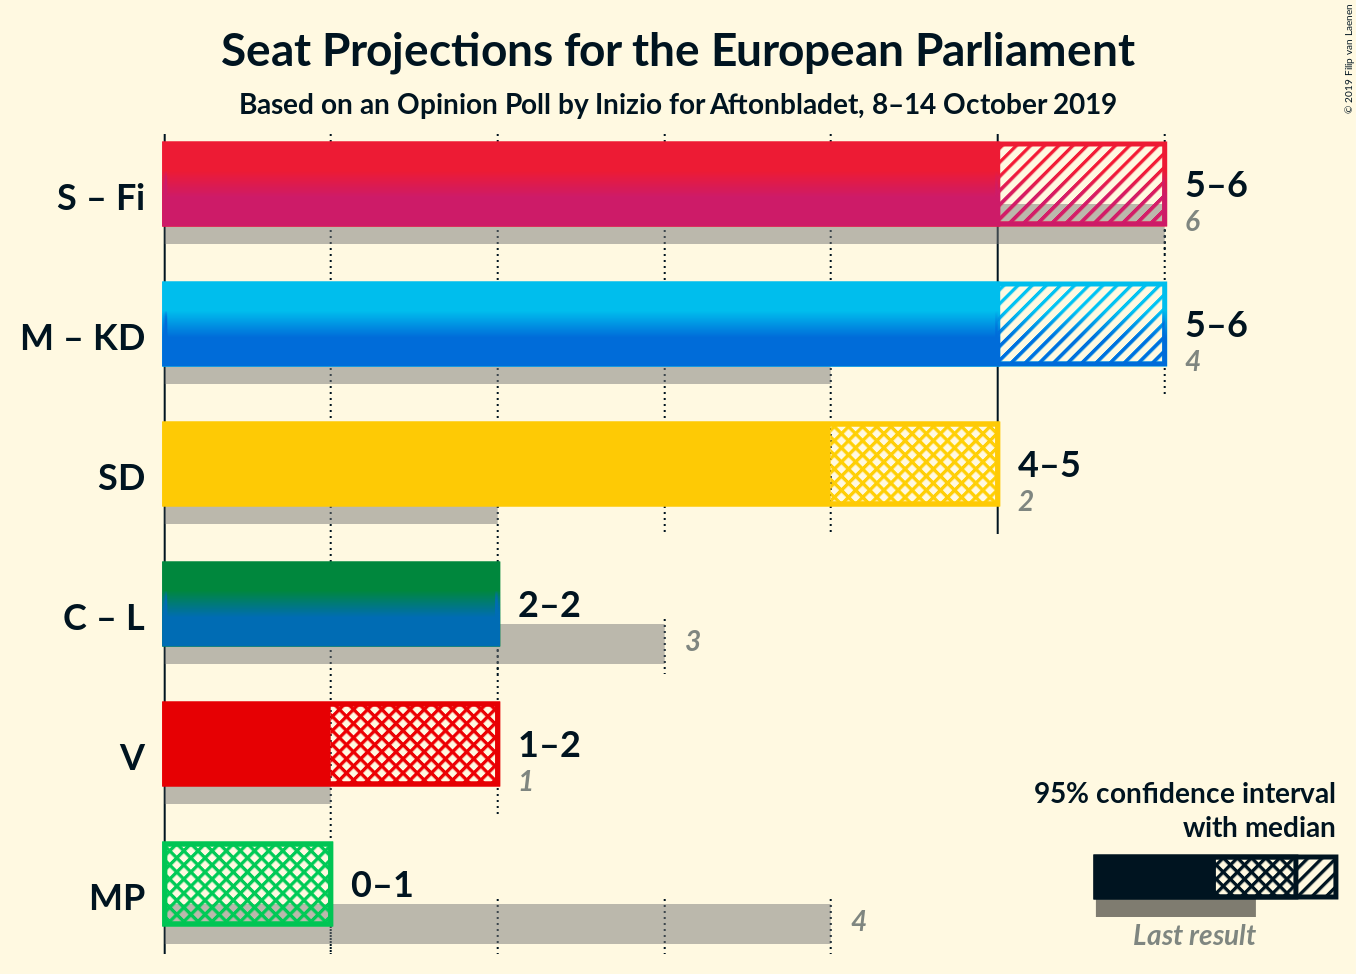 Seat Projections for the European Parliament
Based on an Opinion Poll by Inizio for Aftonbladet, 8–14 October 2019
© 2019 Filip van Laenen
S – Fi
5–6
6
M – KD
5–6
4
SD
4–5
2
C – L
2–2
3
V
1–2
1
MP
0–1
4
95% confidence interval
with median
Last result